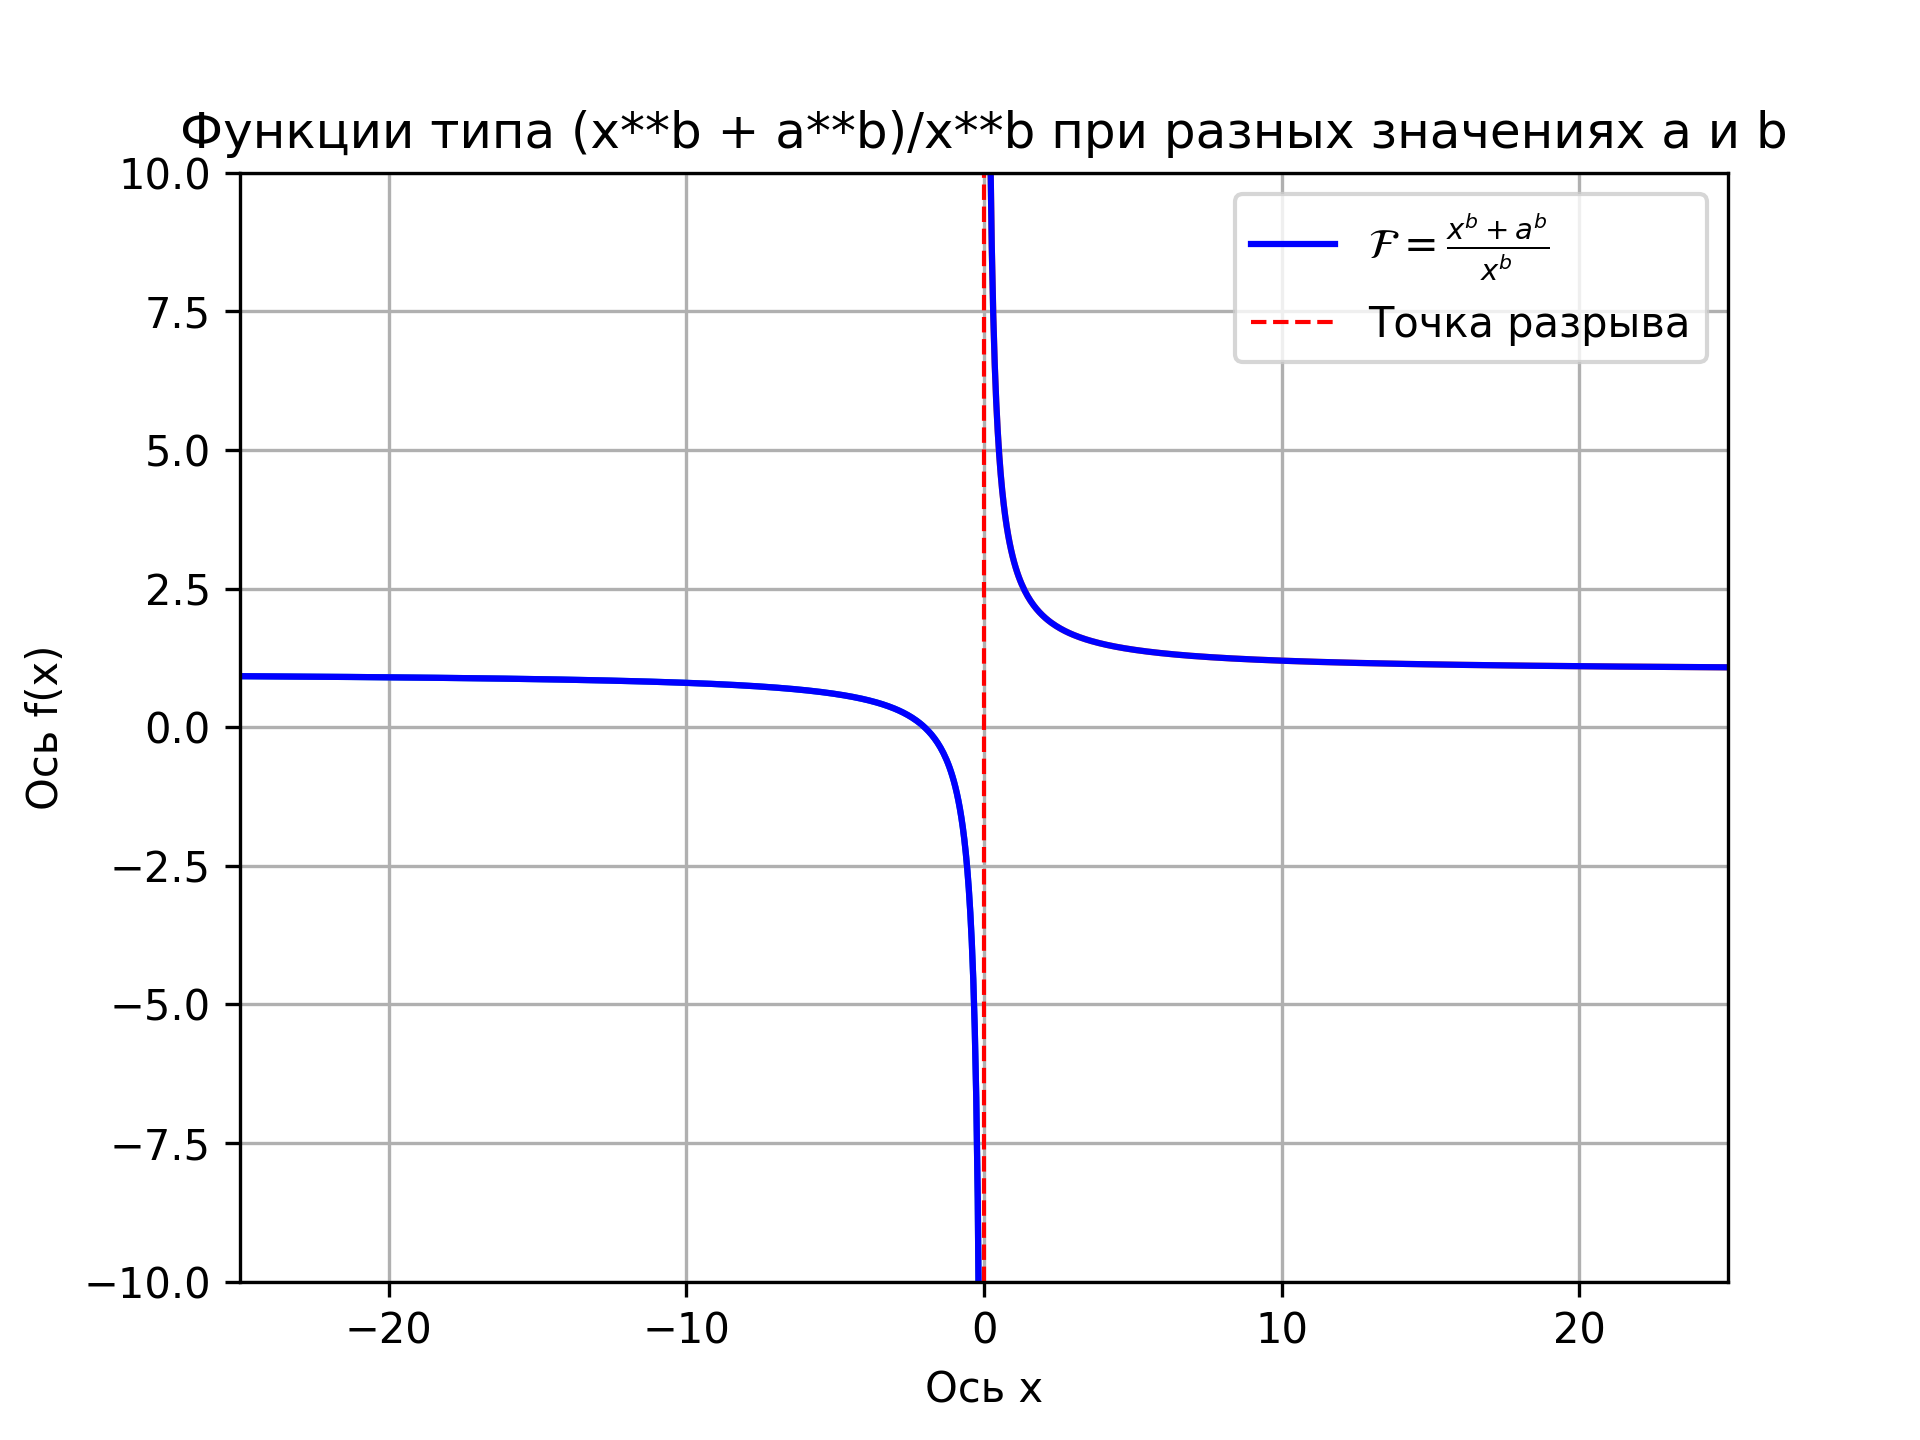 Функции типа (x**b + a**b)/x**b при разных значениях a и b
10.0
7.5
5.0
2.5
0.0
−2.5
−5.0
−7.5
−10.0
Ось f(x)
ℱ = (x^b + a^b)/x^b
Точка разрыва
−20 −10 0 10 20
Ось x